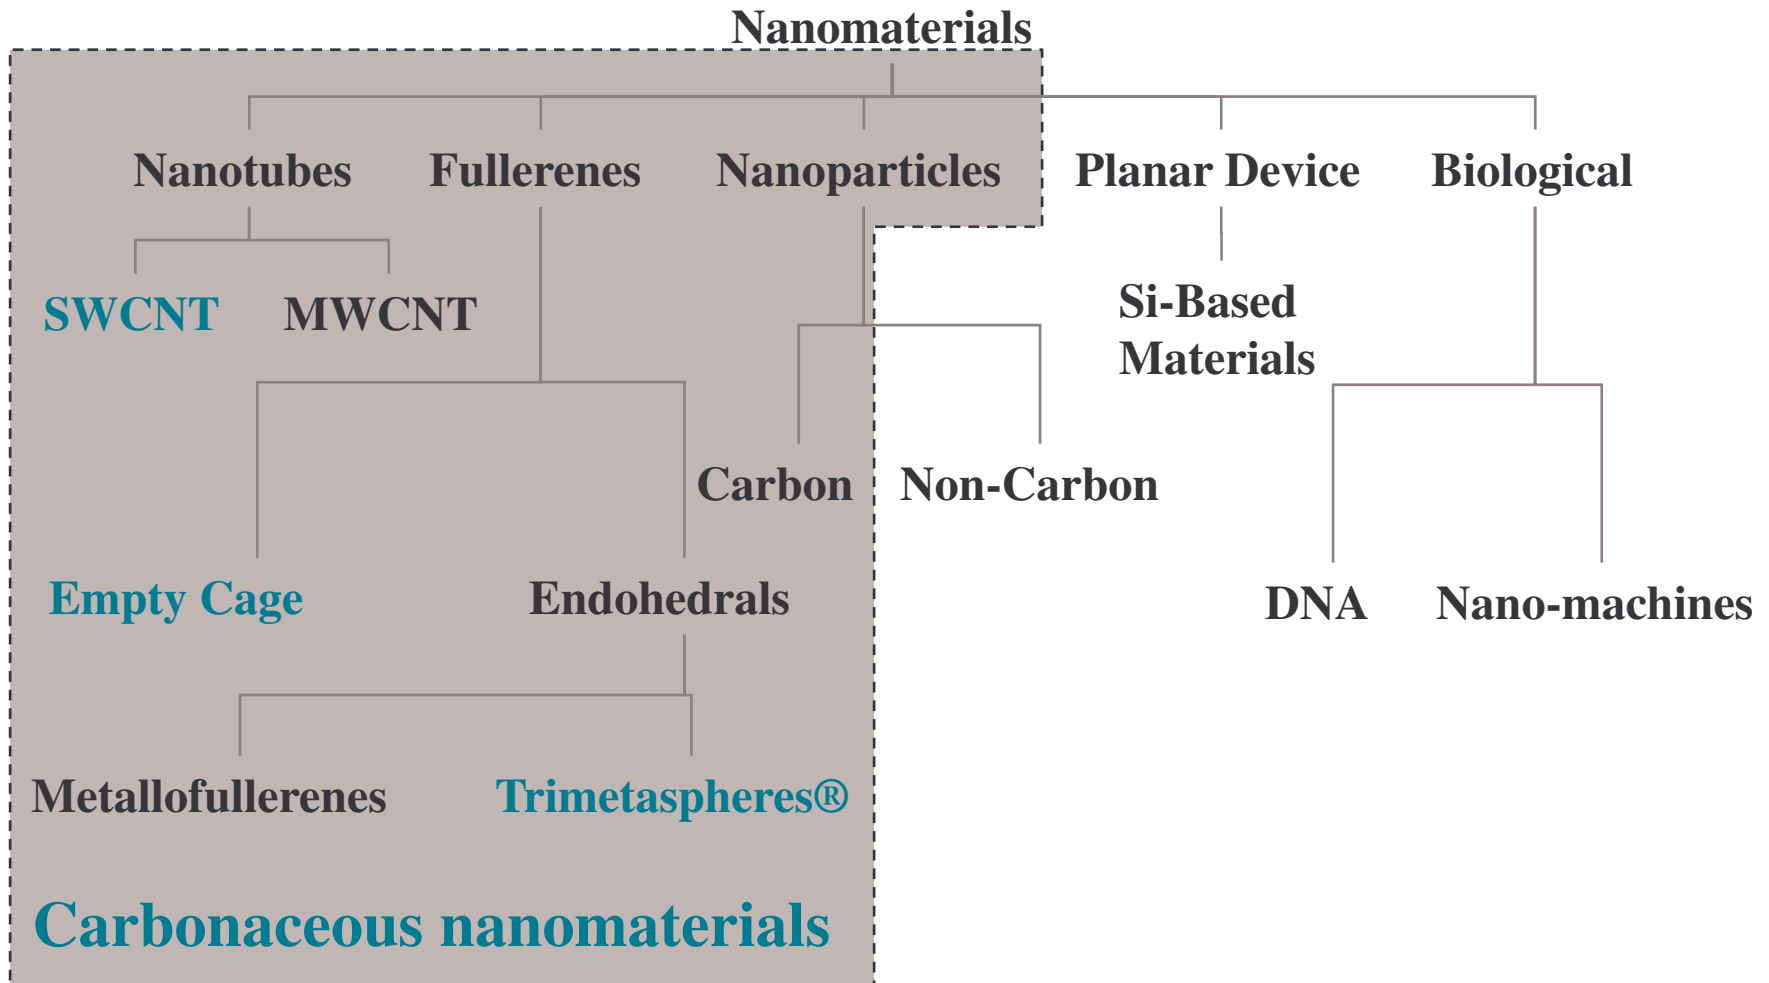 Nanomaterials
Nanotubes
Fullerenes
Nanoparticles
Planar Device
Biological
SWCNT
MWCNT
Si-Based
Materials
Carbon
Non-Carbon
Empty Cage
Endohedrals
DNA
Nano-machines
Metallofullerenes
Trimetaspheres®
Carbonaceous nanomaterials